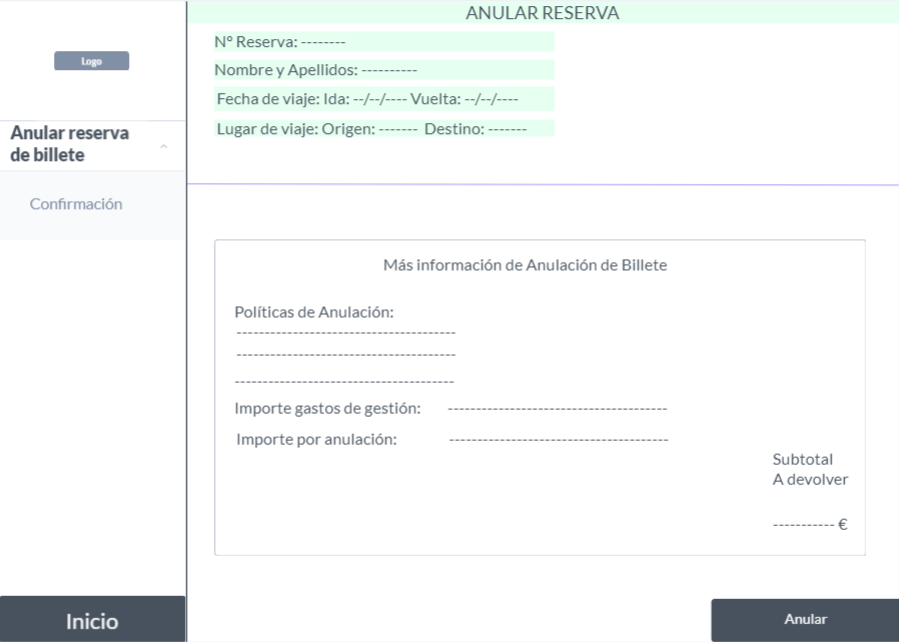 Logo
Anular reserva
de billete
Confirmación
Inicio
ANULAR RESERVA
Nº Reserva: --------
Nombre y Apellidos: ----------
Fecha de viaje: Ida: --/--/---- Vuelta: --/--/----
Lugar de viaje: Origen: ------- Destino: -------
Más información de Anulación de Billete
Políticas de Anulación:
---------------------------------------
---------------------------------------
---------------------------------------
Importe gastos de gestión: ---------------------------------------
Importe por anulación: ---------------------------------------
Subtotal
A devolver
----------- €
Anular